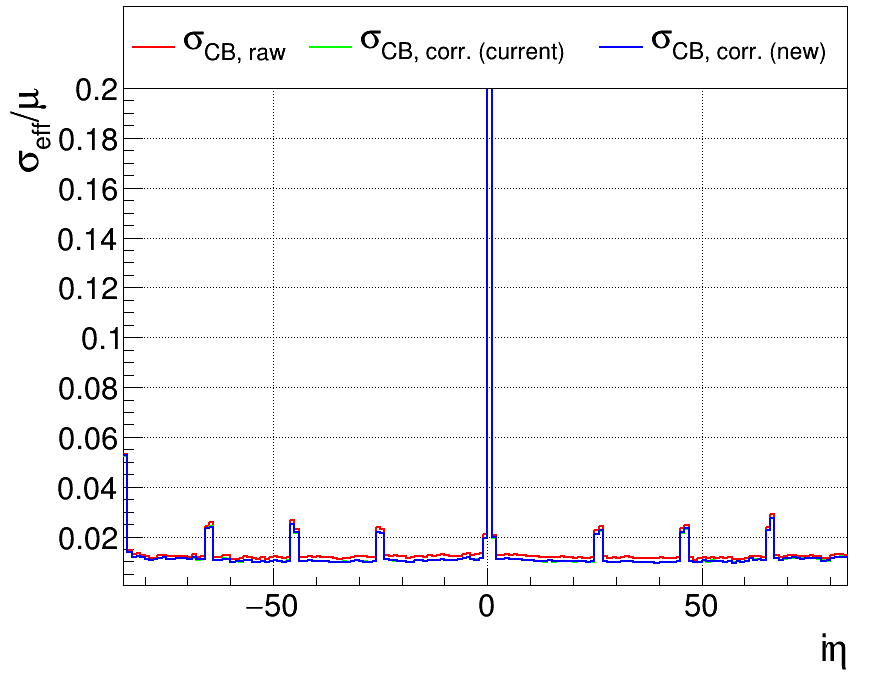 σCB, raw σCB, corr. (current) σCB, corr. (new)
σeff/μ
0.2
0.18
0.16
0.14
0.12
0.1
0.08
0.06
0.04
0.02
−50 0 50
iη